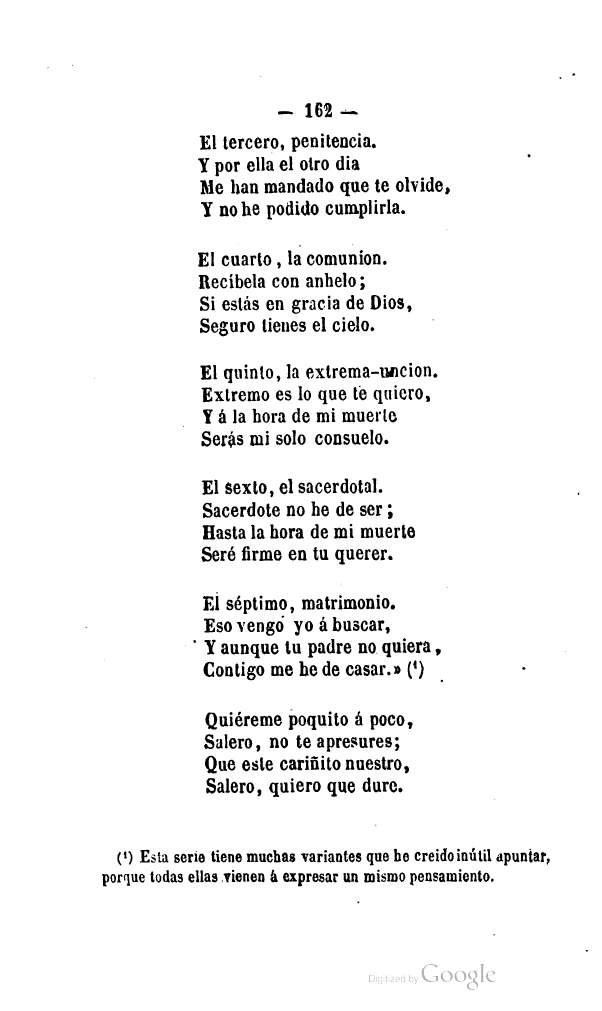 — 162 —
El tercero, penitencia.
Y por ella el otro dia
Me han mandado que te olvide,
Y no he podido cumplirla.
El cuarto, la comunion.
Recíbela con anhelo;
Si estás en gracia de Dios,
Seguro tienes el cielo.
El quinto, la extrema-uncion.
Extremo es lo que te quiero,
Y á la hora de mi muerte
Serás mi solo consuelo.
El sexto, el sacerdotal.
Sacerdote no he de ser;
Hasta la hora de mi muerte
Seré firme en tu querer.
El séptimo, matrimonio.
Eso vengo yo á buscar,
Y aunque tu padre no quiera,
Contigo me he de casar.» (¹)
Quiéreme poquito á poco,
Salero, no te apresures;
Que este cariñito nuestro,
Salero, quiero que dure.
(¹) Esta serie tiene muchas variantes que he creido inútil apuntar,
porque todas ellas vienen á expresar un mismo pensamiento.
Digitized by Google